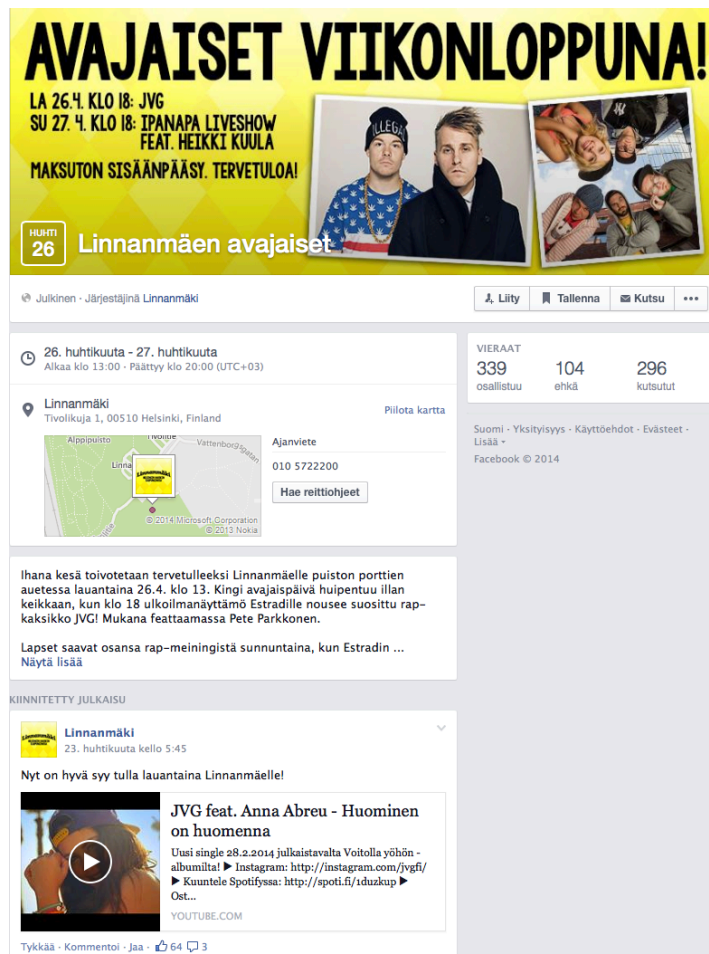 AVAJAISET VIIKONLOPPUNA!
LA 26.4. KLO 18: JVG
SU 27. 4. KLO 18: IPANAPA LIVESHOW
FEAT. HEIKKI KUULA
MAKSUTON SISÄÄNPÄÄSY. TERVETULOA!
ILLEGA
HUHTI
26
Linnanmäen avajaiset
Julkinen · Järjestäjinä Linnanmäki
Liity
Tallenna
Kutsu
26. huhtikuuta - 27. huhtikuuta
Alkaa klo 13:00 · Päättyy klo 20:00 (UTC+03)
Linnanmäki
Tivolikuja 1, 00510 Helsinki, Finland
Piilota kartta
Alppipuisto
Tivolitie
Vattenborgsgatan
Linna
Linnanmäki
© 2014 Microsoft Corporation
© 2013 Nokia
Ajanviete
010 5722200
Hae reittiohjeet
VIERAAT
339 104 296
osallistuu ehkä kutsutut
Suomi · Yksityisyys · Käyttöehdot · Evästeet ·
Lisää
Facebook © 2014
Ihana kesä toivotetaan tervetulleeksi Linnanmäelle puiston porttien
auetessa lauantaina 26.4. klo 13. Kingi avajaispäivä huipentuu illan
keikkaan, kun klo 18 ulkoilmanäyttämö Estradille nousee suosittu rap-
kaksikko JVG! Mukana feattaamassa Pete Parkkonen.
Lapset saavat osansa rap-meiningistä sunnuntaina, kun Estradin ...
Näytä lisää
KIINNITETTY JULKAISU
Linnanmäki
Linnanmäki
23. huhtikuuta kello 5:45
Nyt on hyvä syy tulla lauantaina Linnanmäelle!
JVG feat. Anna Abreu - Huominen
on huomenna
Uusi single 28.2.2014 julkaistavalta Voitolla yöhön -
albumilta! ▶ Instagram: http://instagram.com/jvgfi/
▶ Kuuntele Spotifyssa: http://spoti.fi/1duzkup ▶
Ost...
YOUTUBE.COM
Tykkää · Kommentoi · Jaa · 64 3